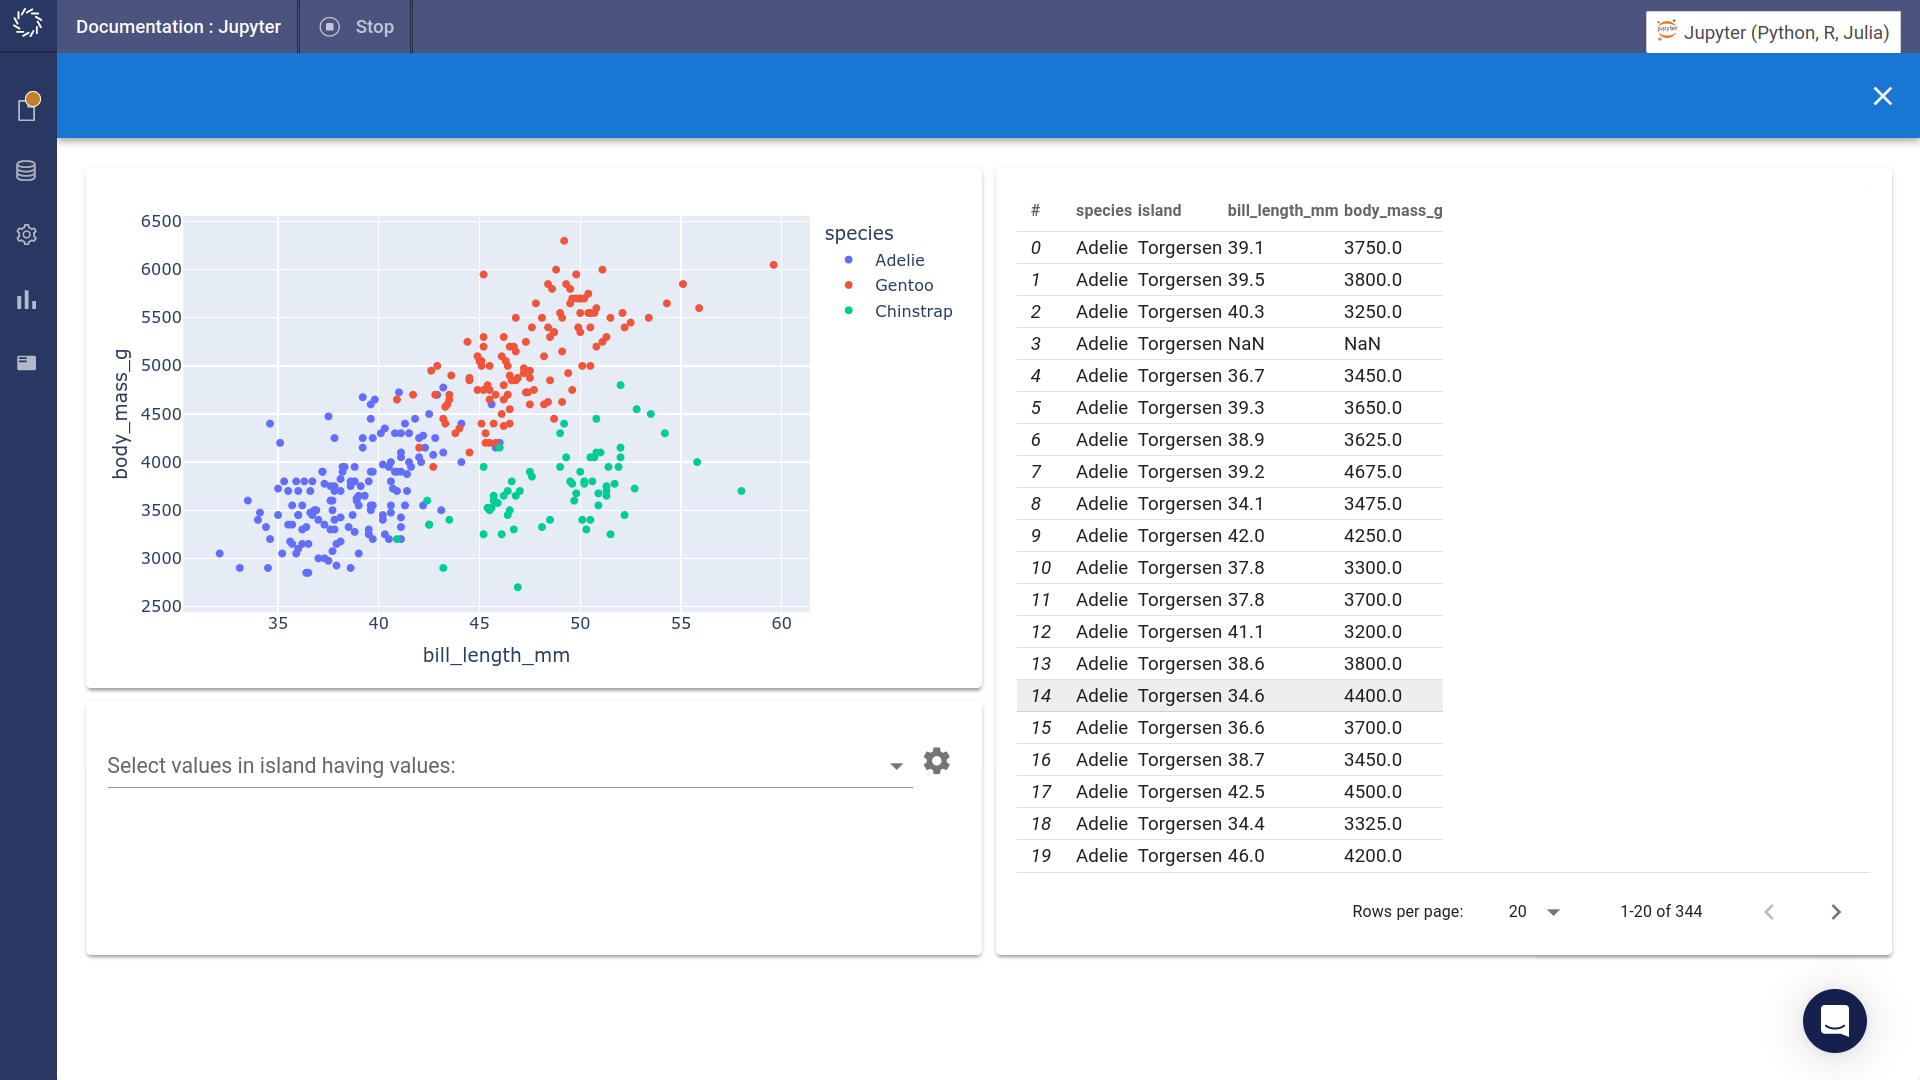 Documentation : Jupyter
Stop
jupyter
Jupyter (Python, R, Julia)
6500
6000
5500
5000
4500
4000
3500
3000
2500
body_mass_g
35 40 45 50 55 60
bill_length_mm
species
Adelie
Gentoo
Chinstrap
Select values in island having values:
# species island bill_length_mm body_mass_g
0 Adelie Torgersen 39.1 3750.0
1 Adelie Torgersen 39.5 3800.0
2 Adelie Torgersen 40.3 3250.0
3 Adelie Torgersen NaN NaN
4 Adelie Torgersen 36.7 3450.0
5 Adelie Torgersen 39.3 3650.0
6 Adelie Torgersen 38.9 3625.0
7 Adelie Torgersen 39.2 4675.0
8 Adelie Torgersen 34.1 3475.0
9 Adelie Torgersen 42.0 4250.0
10 Adelie Torgersen 37.8 3300.0
11 Adelie Torgersen 37.8 3700.0
12 Adelie Torgersen 41.1 3200.0
13 Adelie Torgersen 38.6 3800.0
14 Adelie Torgersen 34.6 4400.0
15 Adelie Torgersen 36.6 3700.0
16 Adelie Torgersen 38.7 3450.0
17 Adelie Torgersen 42.5 4500.0
18 Adelie Torgersen 34.4 3325.0
19 Adelie Torgersen 46.0 4200.0
Rows per page: 20 1-20 of 344